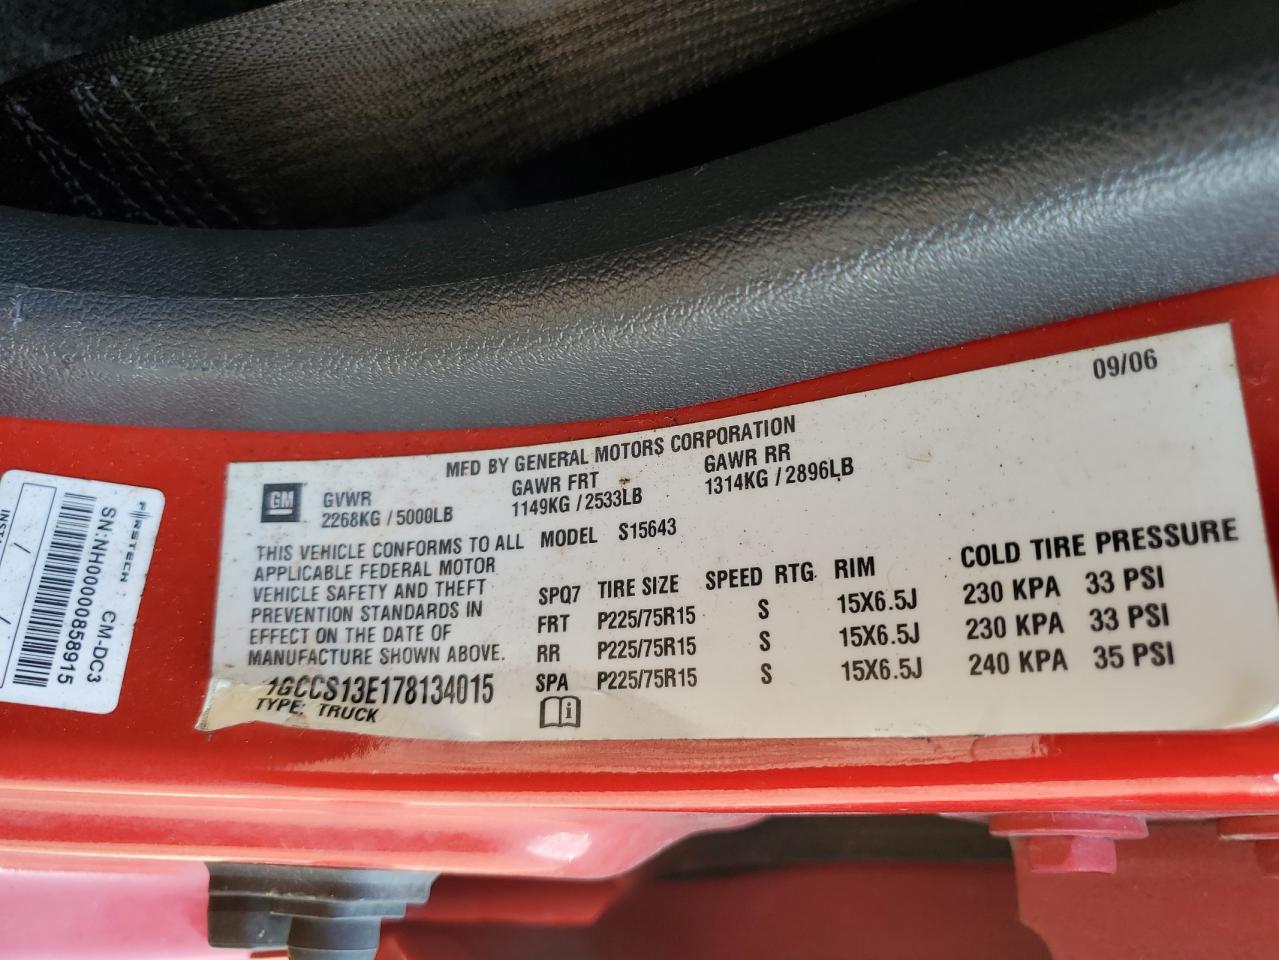 09/06
MFD BY GENERAL MOTORS CORPORATION
GM
GVWR GAWR FRT GAWR RR
2268KG / 5000LB 1149KG / 2533LB 1314KG / 2896LB
THIS VEHICLE CONFORMS TO ALL
APPLICABLE FEDERAL MOTOR
VEHICLE SAFETY AND THEFT
PREVENTION STANDARDS IN
EFFECT ON THE DATE OF
MANUFACTURE SHOWN ABOVE.
1GCCS13E178134015
TYPE: TRUCK
MODEL S15643
SPQ7 TIRE SIZE SPEED RTG RIM COLD TIRE PRESSURE
FRT P225/75R15 S 15X6.5J 230 KPA 33 PSI
RR P225/75R15 S 15X6.5J 230 KPA 33 PSI
SPA P225/75R15 S 15X6.5J 240 KPA 35 PSI
i
FIRSTECH CM-DC3
SN:NH00000858915
INST
/
/